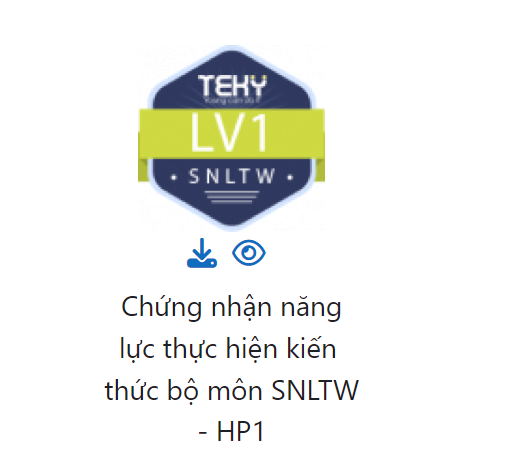 TEKY
LV1
• SNLTW •
Chứng nhận năng
lực thực hiện kiến
thức bộ môn SNLTW
- HP1